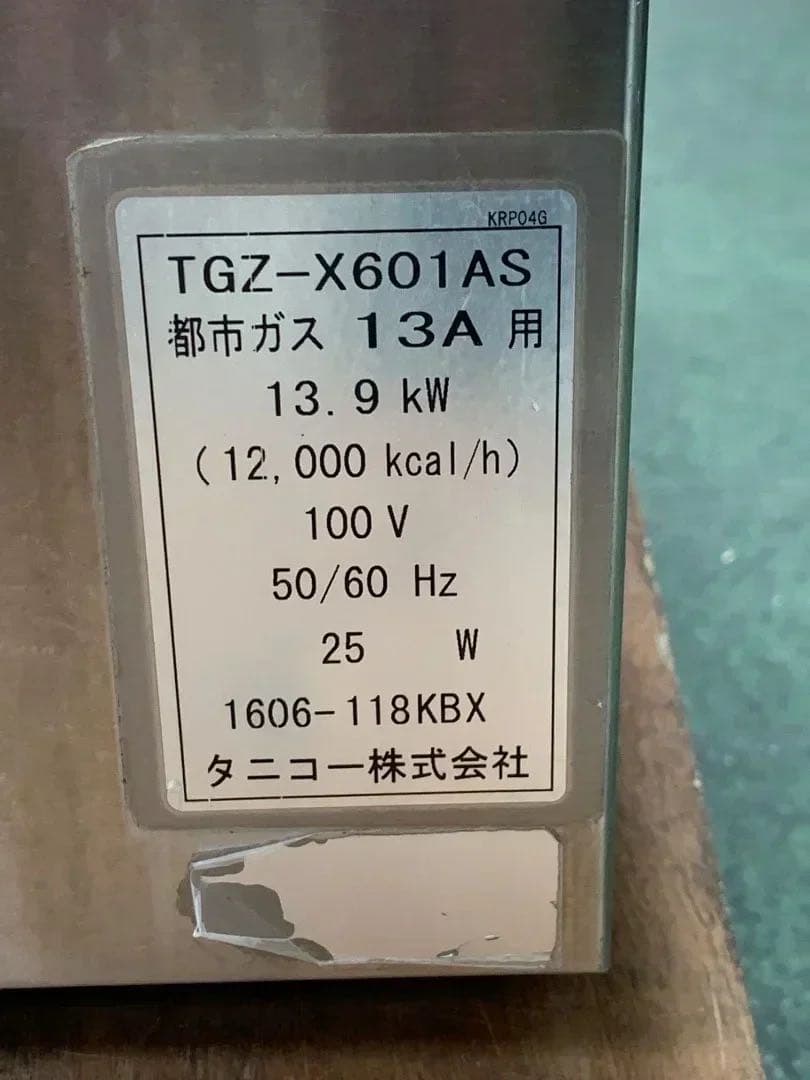 KRP04G
TGZ-X601AS
都市ガス 13A 用
13.9 kW
(12,000 kcal/h)
100 V
50/60 Hz
25 W
1606-118KBX
タニコー株式会社